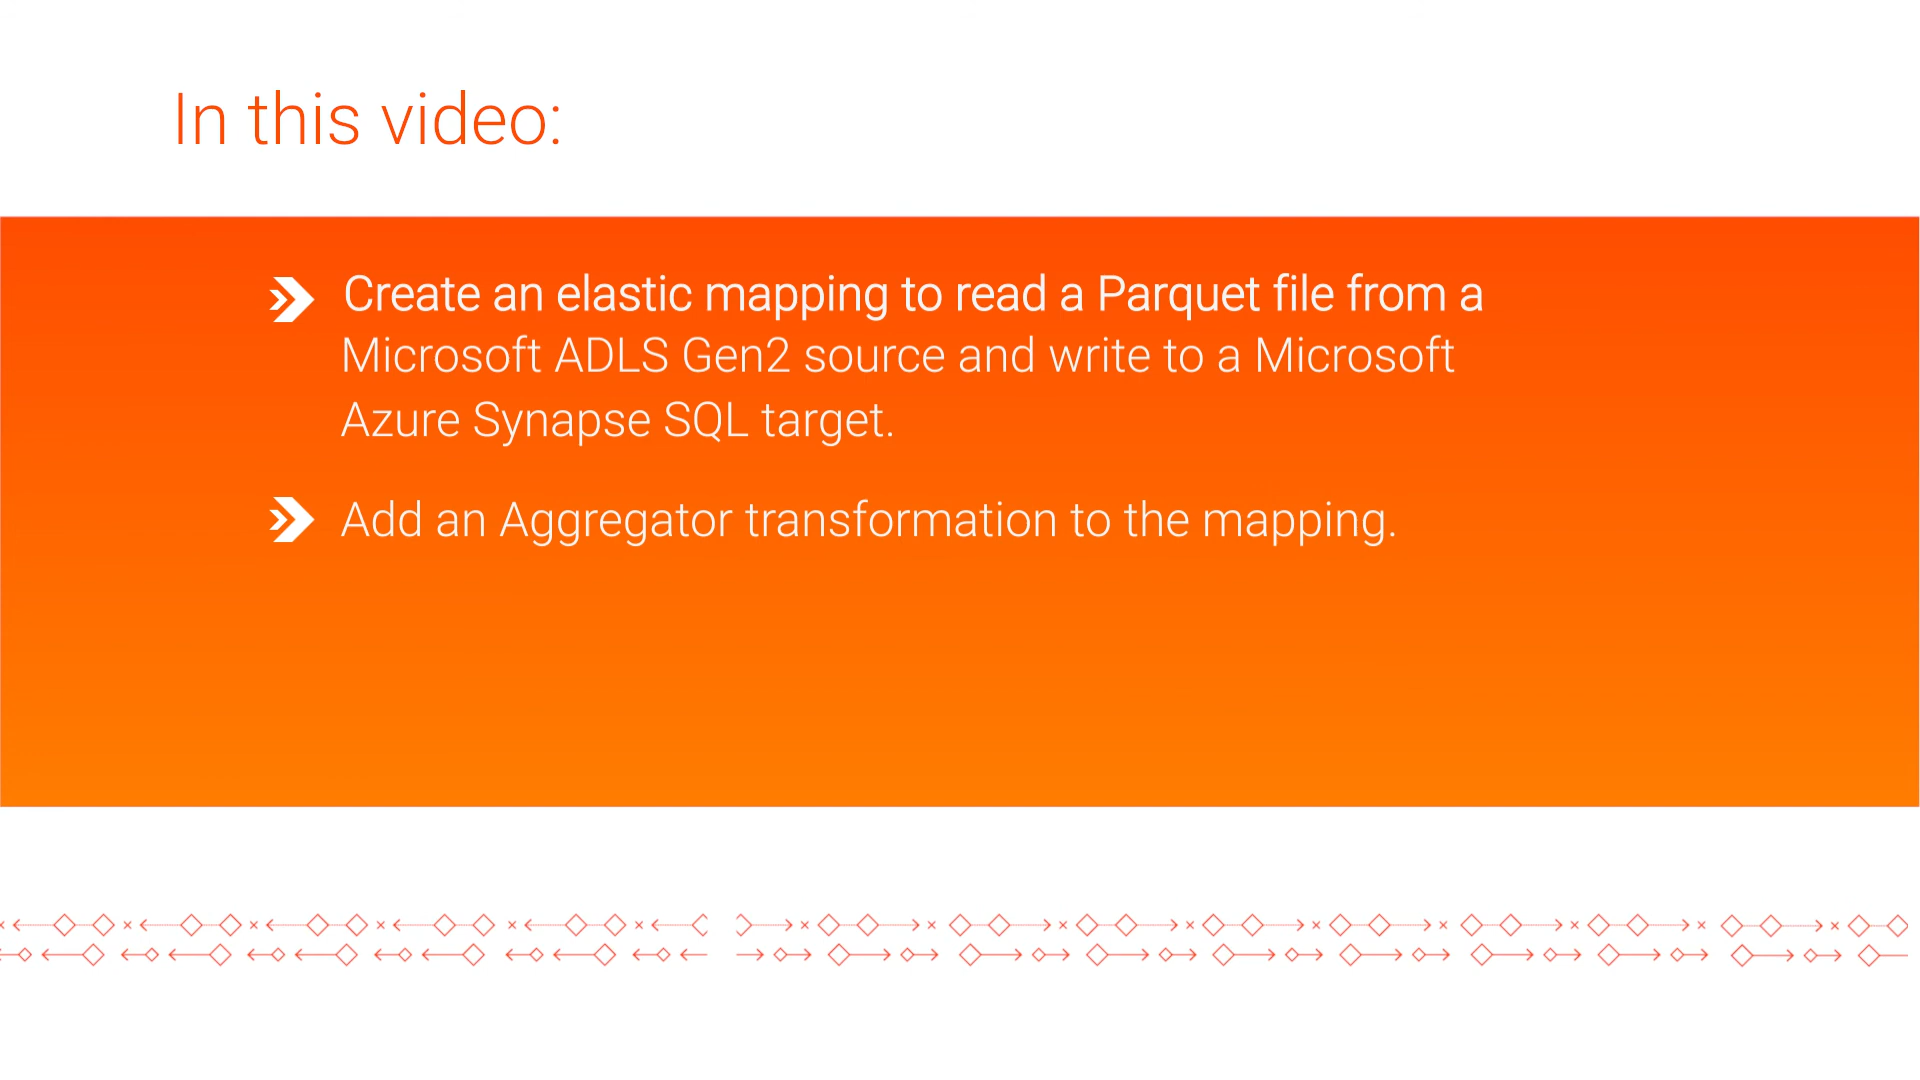 In this video:
Create an elastic mapping to read a Parquet file from a
Microsoft ADLS Gen2 source and write to a Microsoft
Azure Synapse SQL target.
Add an Aggregator transformation to the mapping.